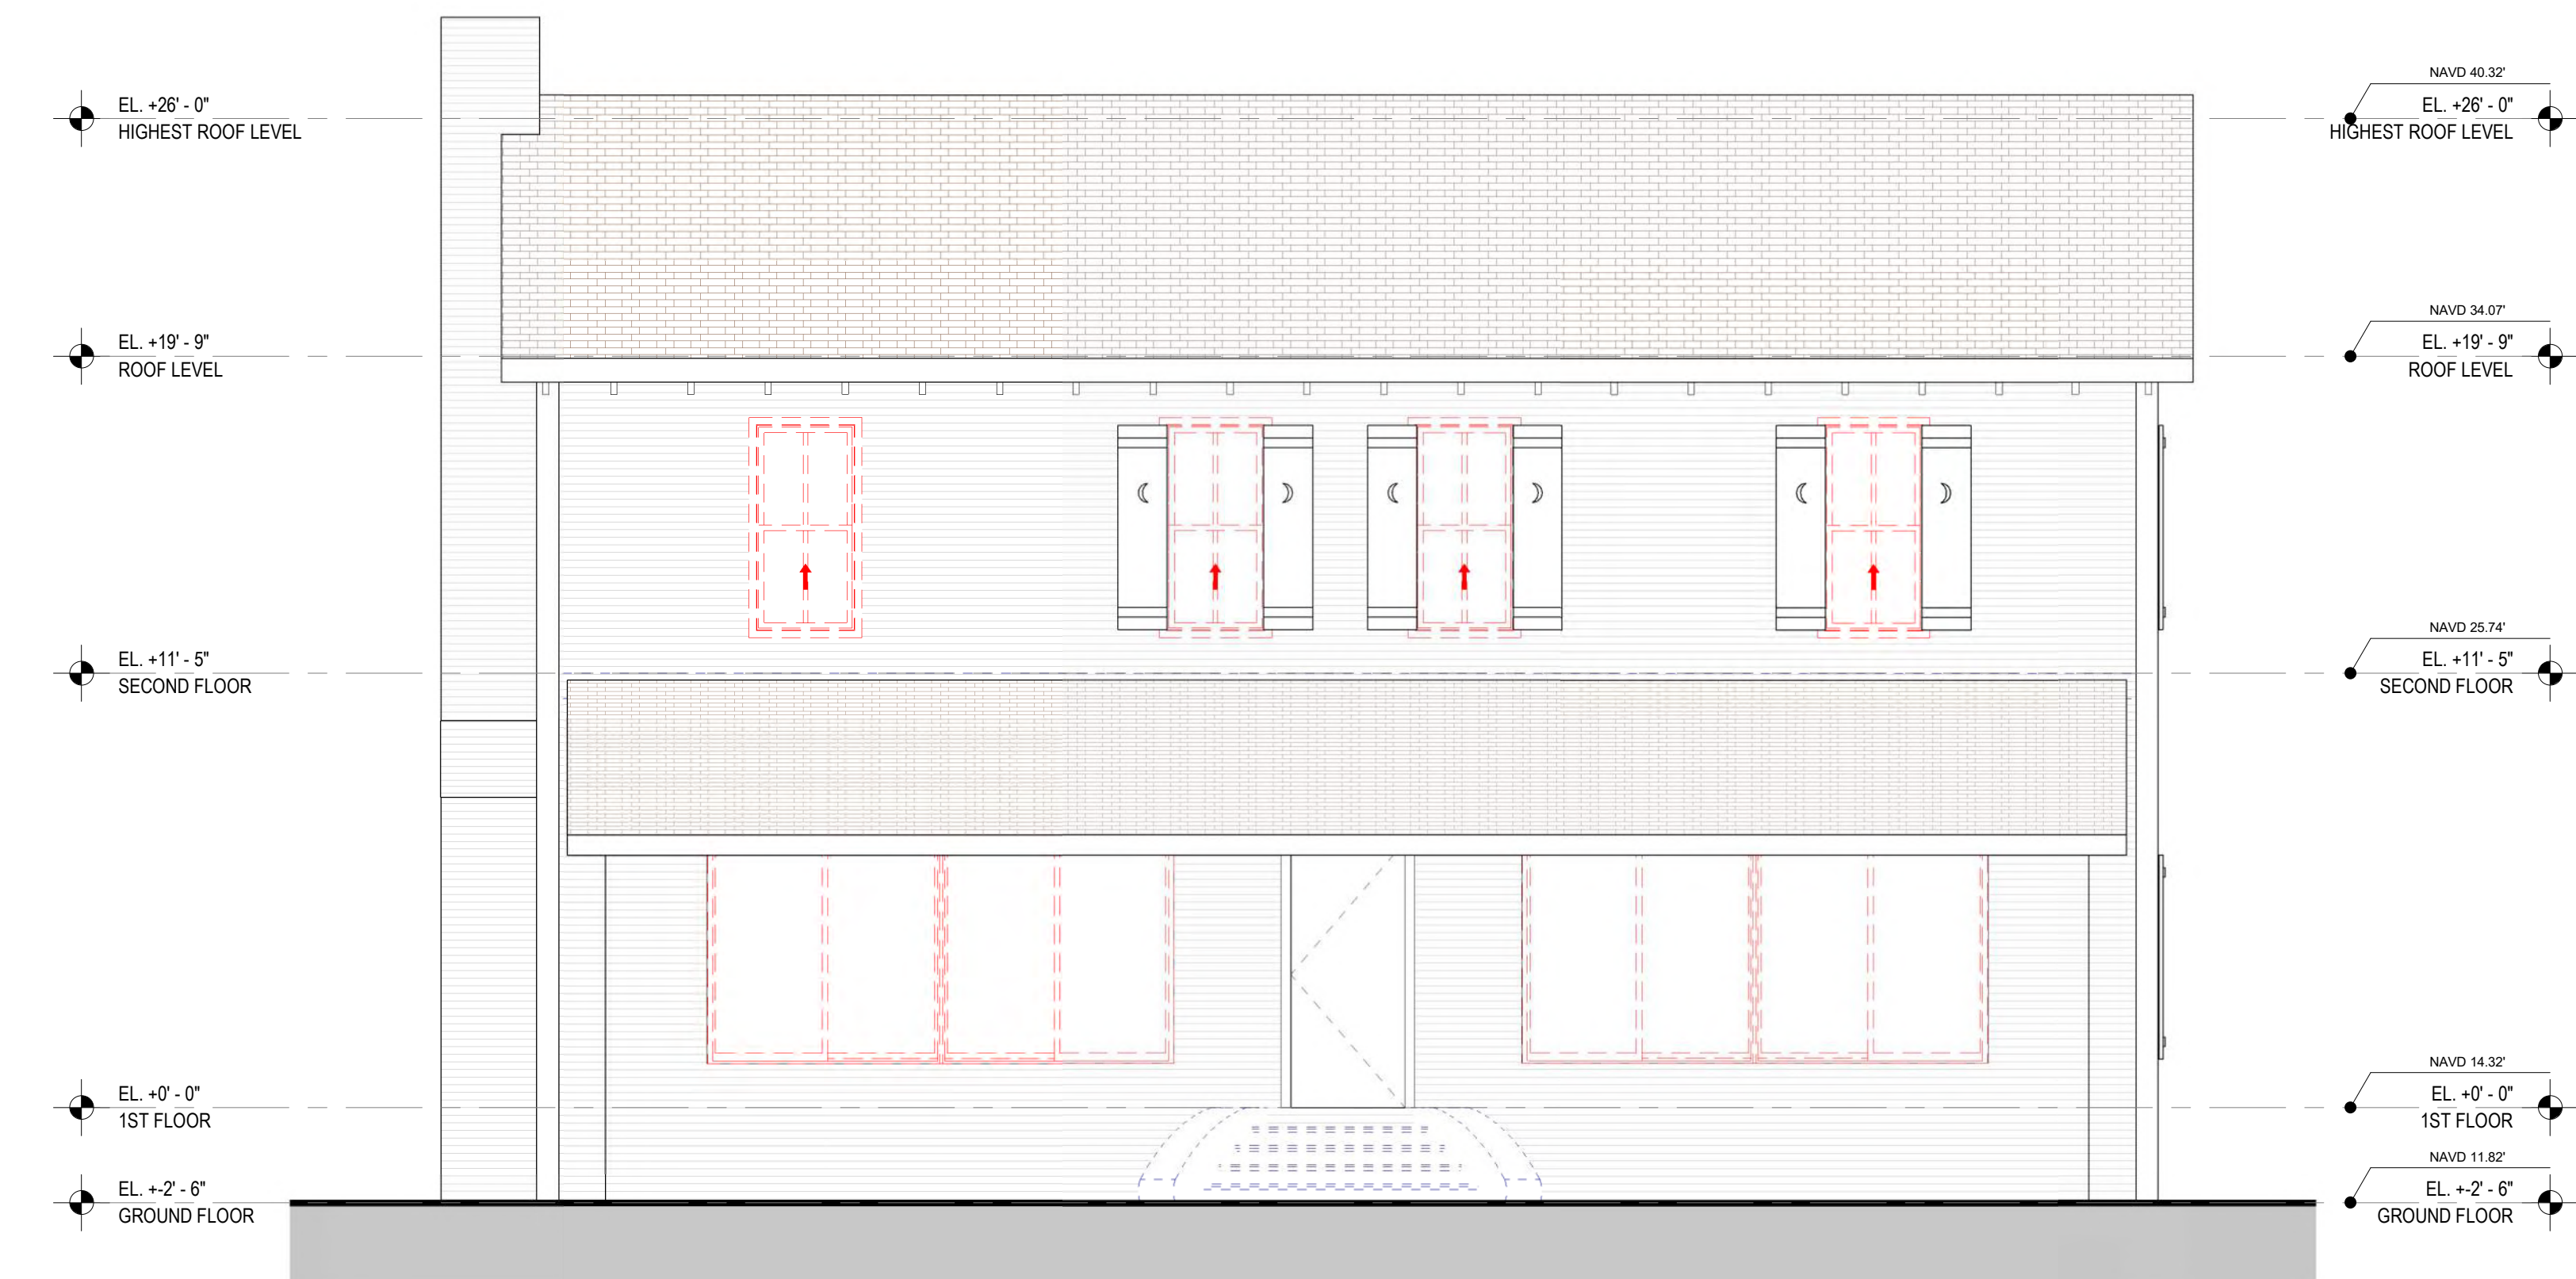 EL. +26' - 0"
HIGHEST ROOF LEVEL
EL. +19' - 9"
ROOF LEVEL
EL. +11' - 5"
SECOND FLOOR
EL. +0' - 0"
1ST FLOOR
EL. +-2' - 6"
GROUND FLOOR
NAVD 40.32'
EL. +26' - 0"
HIGHEST ROOF LEVEL
NAVD 34.07'
EL. +19' - 9"
ROOF LEVEL
NAVD 25.74'
EL. +11' - 5"
SECOND FLOOR
NAVD 14.32'
EL. +0' - 0"
1ST FLOOR
NAVD 11.82'
EL. +-2' - 6"
GROUND FLOOR